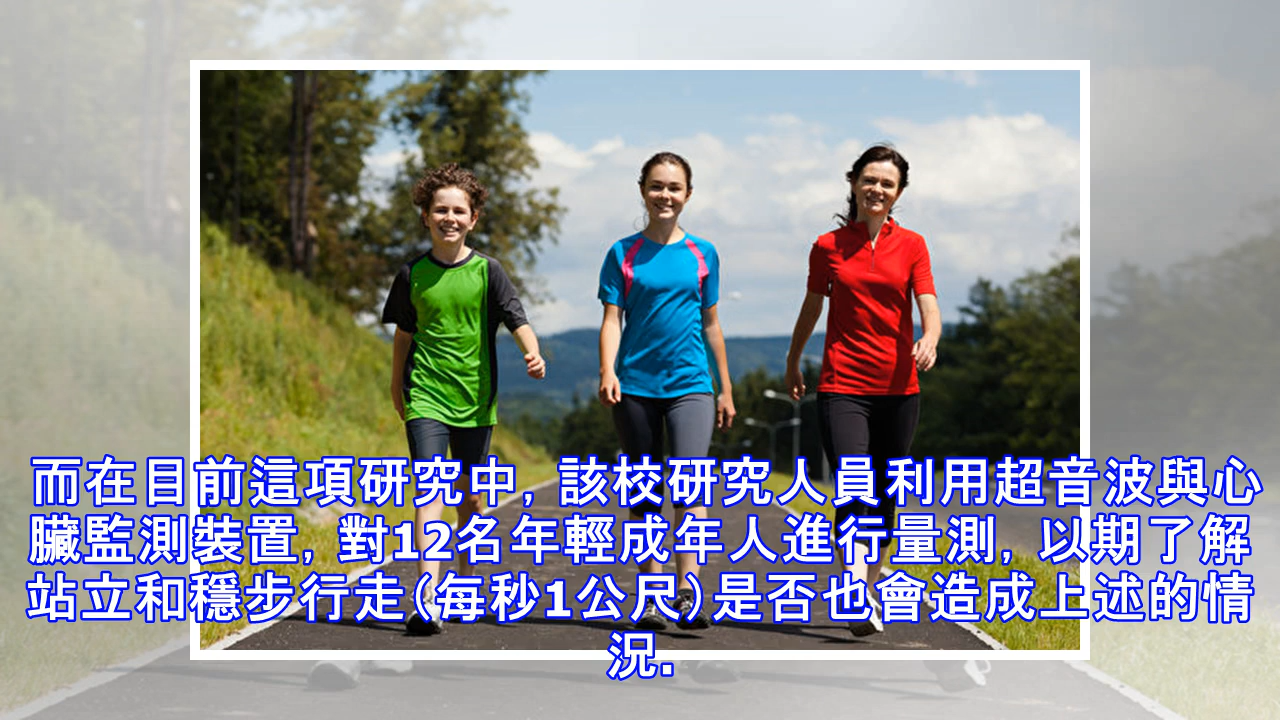 而在目前這項研究中, 該校研究人員利用超音波與心
臟監測裝置, 對12名年輕成年人進行量測, 以期了解
站立和穩步行走(每秒1公尺)是否也會造成上述的情
況.